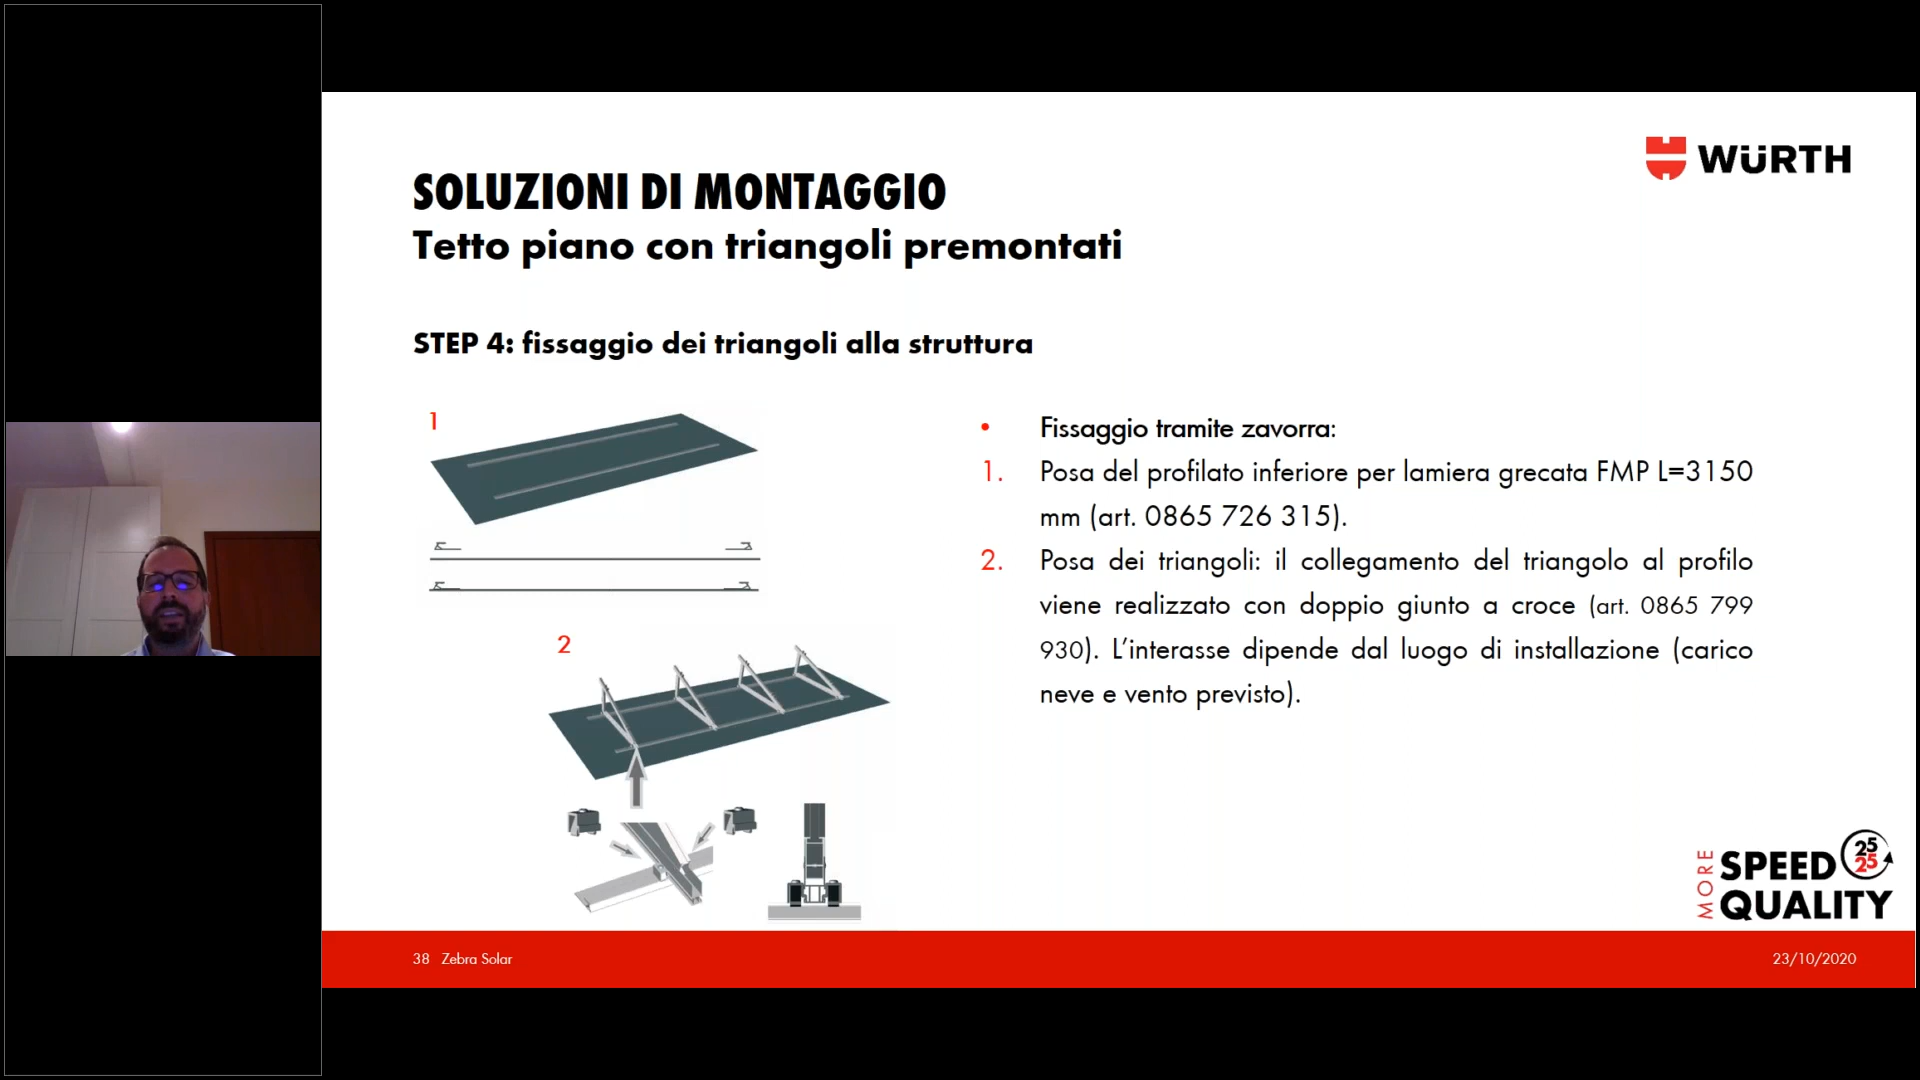 WÜRTH
SOLUZIONI DI MONTAGGIO
Tetto piano con triangoli premontati
STEP 4: fissaggio dei triangoli alla struttura
1
2
• Fissaggio tramite zavorra:
1. Posa del profilato inferiore per lamiera grecata FMP L=3150
mm (art. 0865 726 315).
2. Posa dei triangoli: il collegamento del triangolo al profilo
viene realizzato con doppio giunto a croce (art. 0865 799
930). L'interasse dipende dal luogo di installazione (carico
neve e vento previsto).
MORE
SPEED
25
25
QUALITY
38 Zebra Solar
23/10/2020